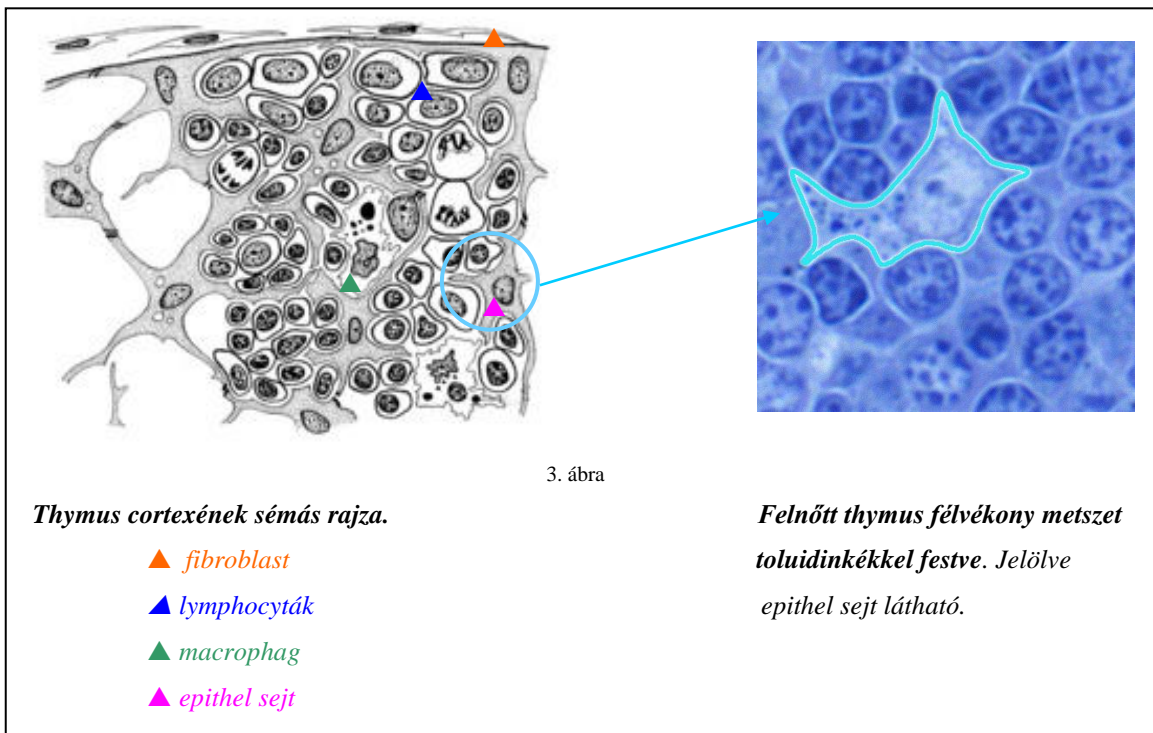 3. ábra
Thymus cortexének sémás rajza.
fibroblast
lymphocyták
macrophag
epithel sejt
Felnőtt thymus félvékony metszet
toluidinkékkel festve. Jelölve
epithel sejt látható.